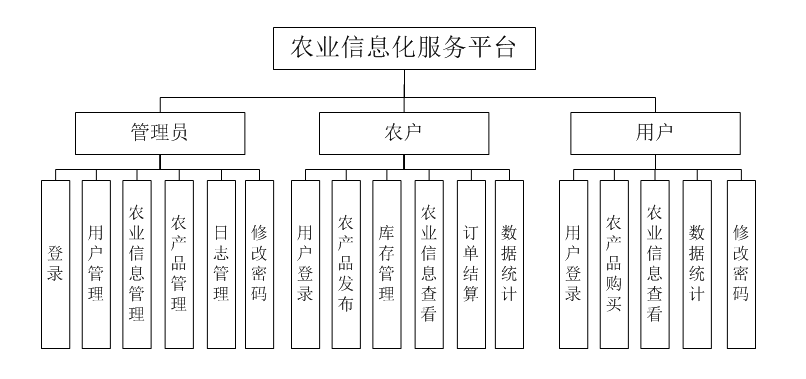 农业信息化服务平台
管理员
农户
用户
登录
用户管理
农业信息管理
农产品管理
日志管理
修改密码
用户登录
农产品发布
库存管理
农业信息查看
订单结算
数据统计
用户登录
农产品购买
农业信息查看
数据统计
修改密码